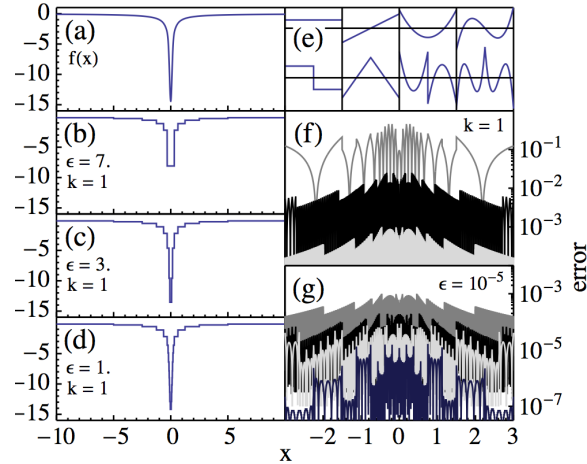 0
−5
−10
−15
(a)
f(x)
−5
−10
−15
(b)
ϵ = 7.
k = 1
−5
−10
−15
(c)
ϵ = 3.
k = 1
−5
−10
−15
(d)
ϵ = 1.
k = 1
−10 −5 0 5
x
(e)
(f) k = 1
10⁻¹
10⁻²
10⁻³
error
(g) ϵ = 10⁻⁵
10⁻³
10⁻⁵
10⁻⁷
−2 −1 0 1 2 3